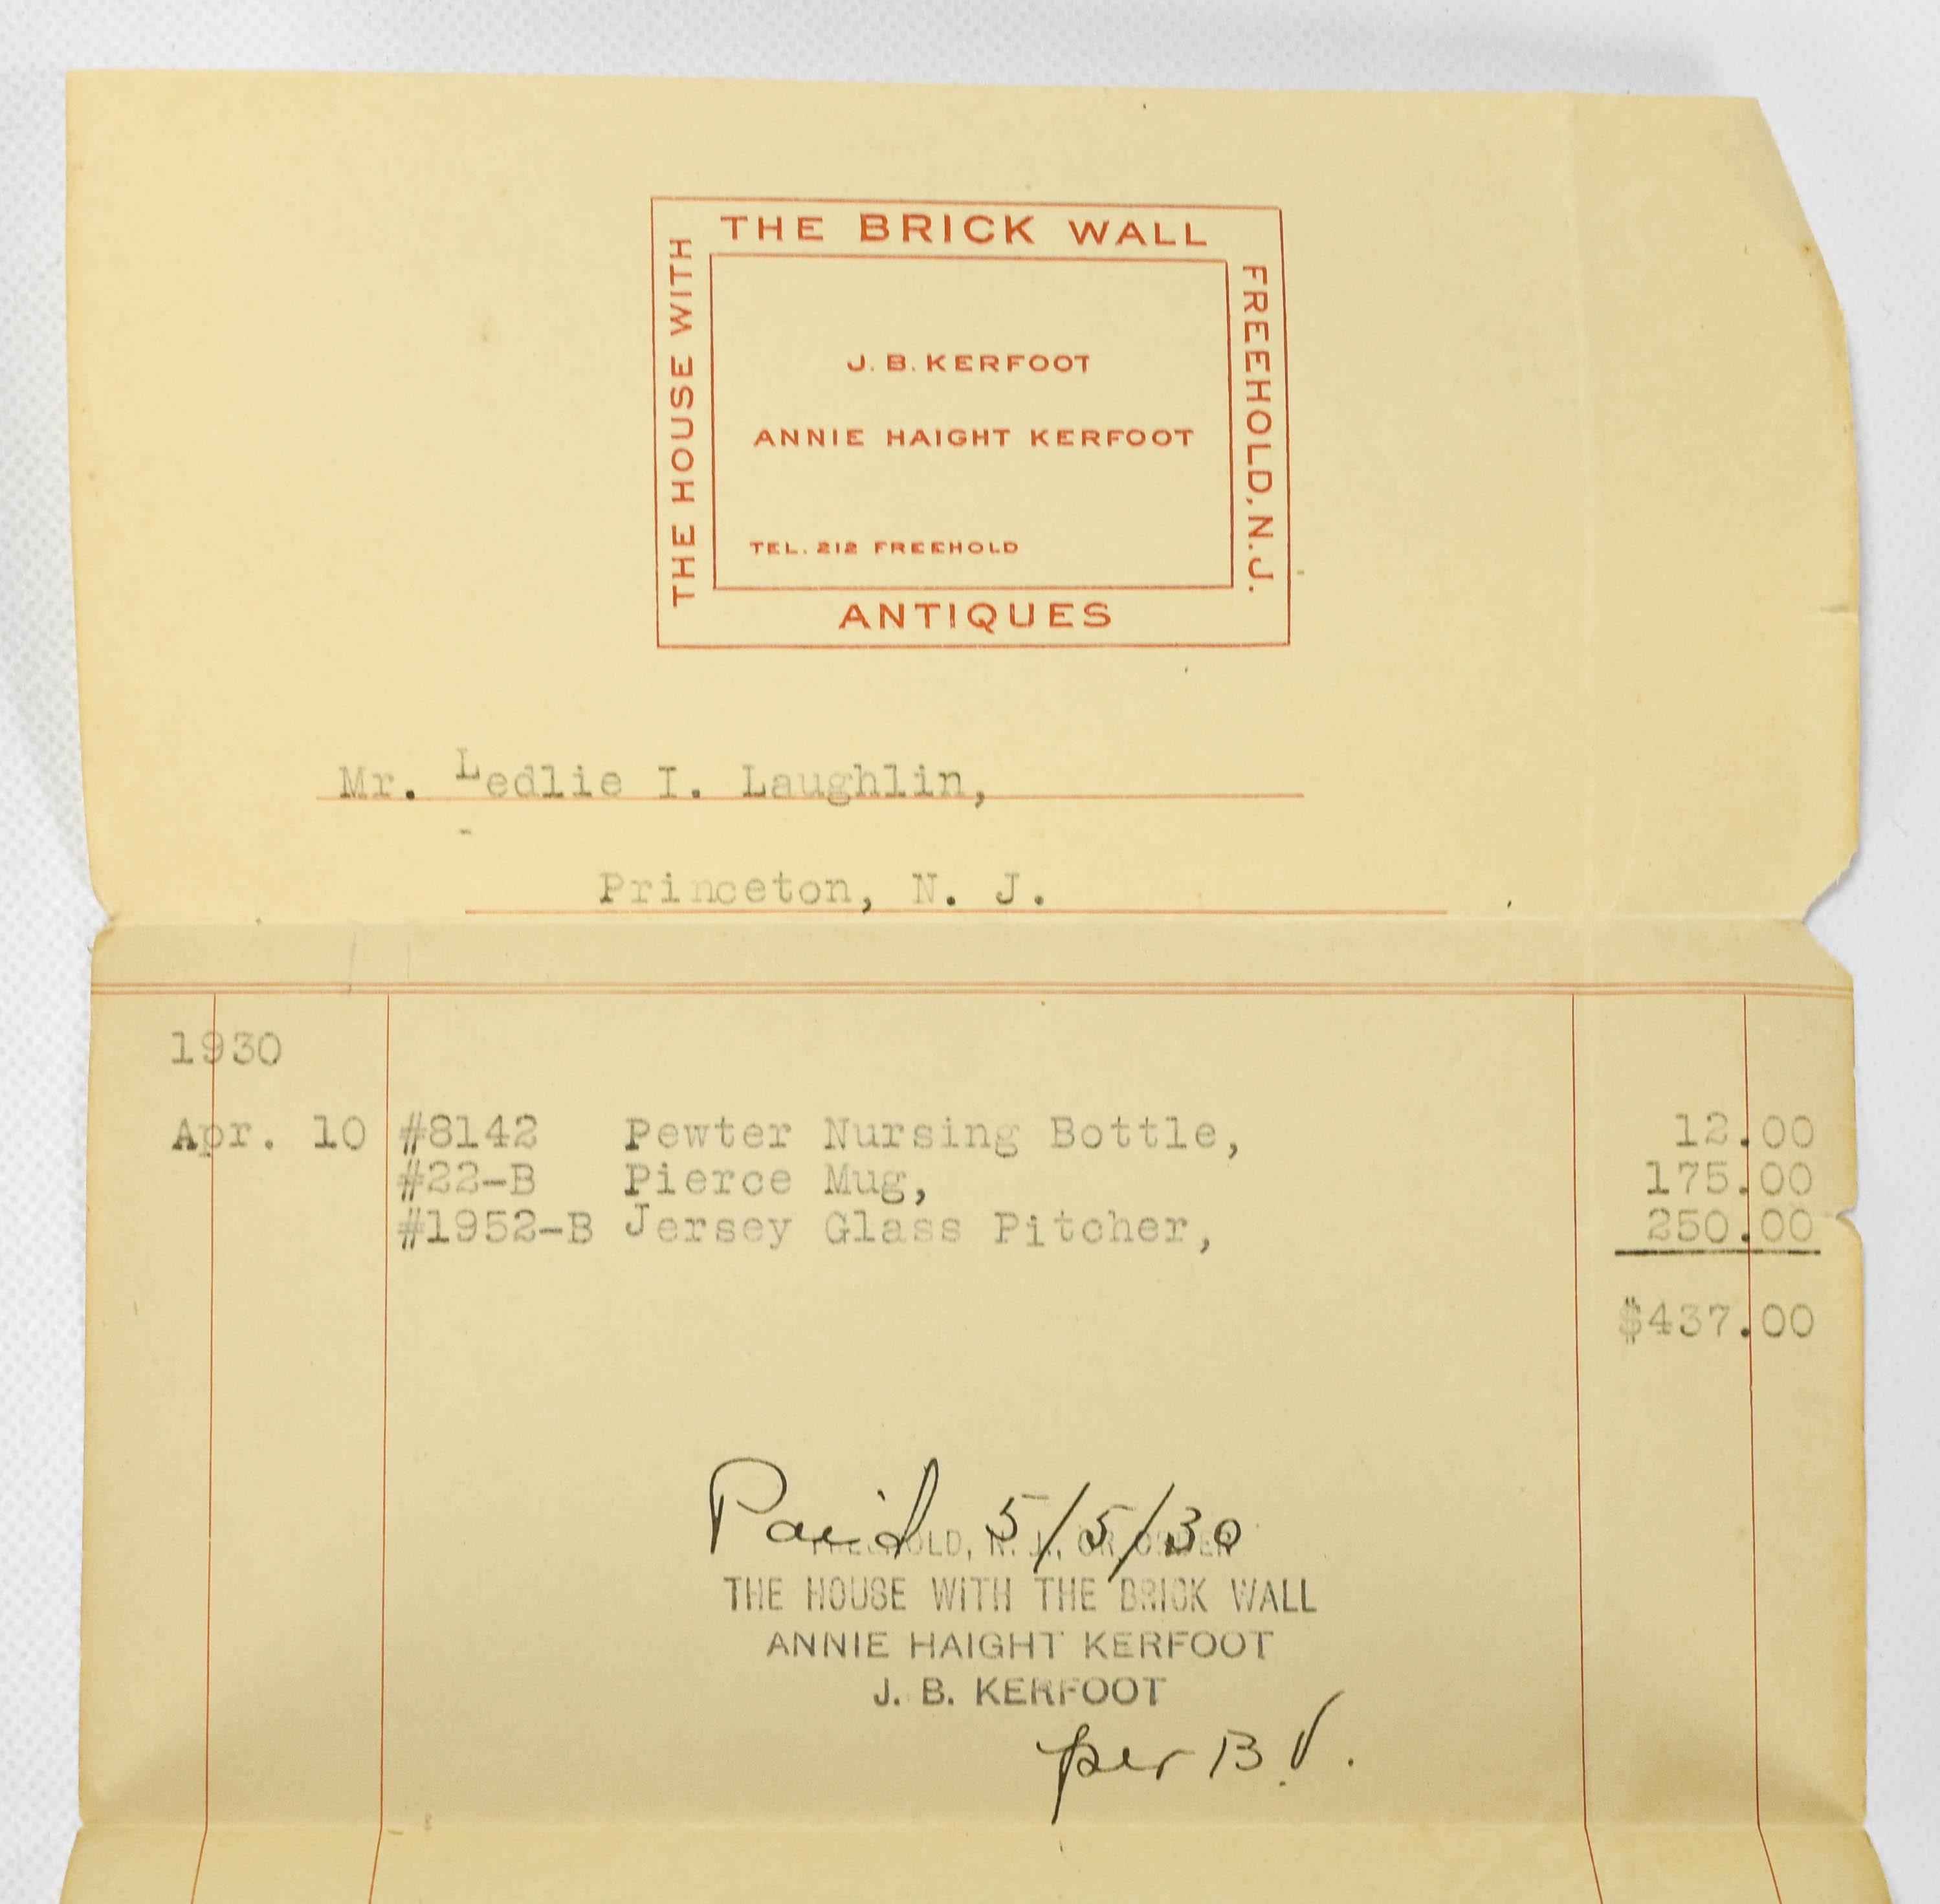 THE HOUSE WITH
THE BRICK WALL
FREEHOLD, N.J.
J. B. KERFOOT
ANNIE HAIGHT KERFOOT
TEL. 212 FREEHOLD
ANTIQUES
Mr. Ledlie I. Laughlin,
Princeton, N. J.
1930
Apr. 10 #8142 Pewter Nursing Bottle, 12.00
#22-B Pierce Mug, 175.00
#1952-B Jersey Glass Pitcher, 250.00
$437.00
Paid 5/5/30
THE HOUSE WITH THE BRICK WALL
ANNIE HAIGHT KERFOOT
J. B. KERFOOT
per B.V.